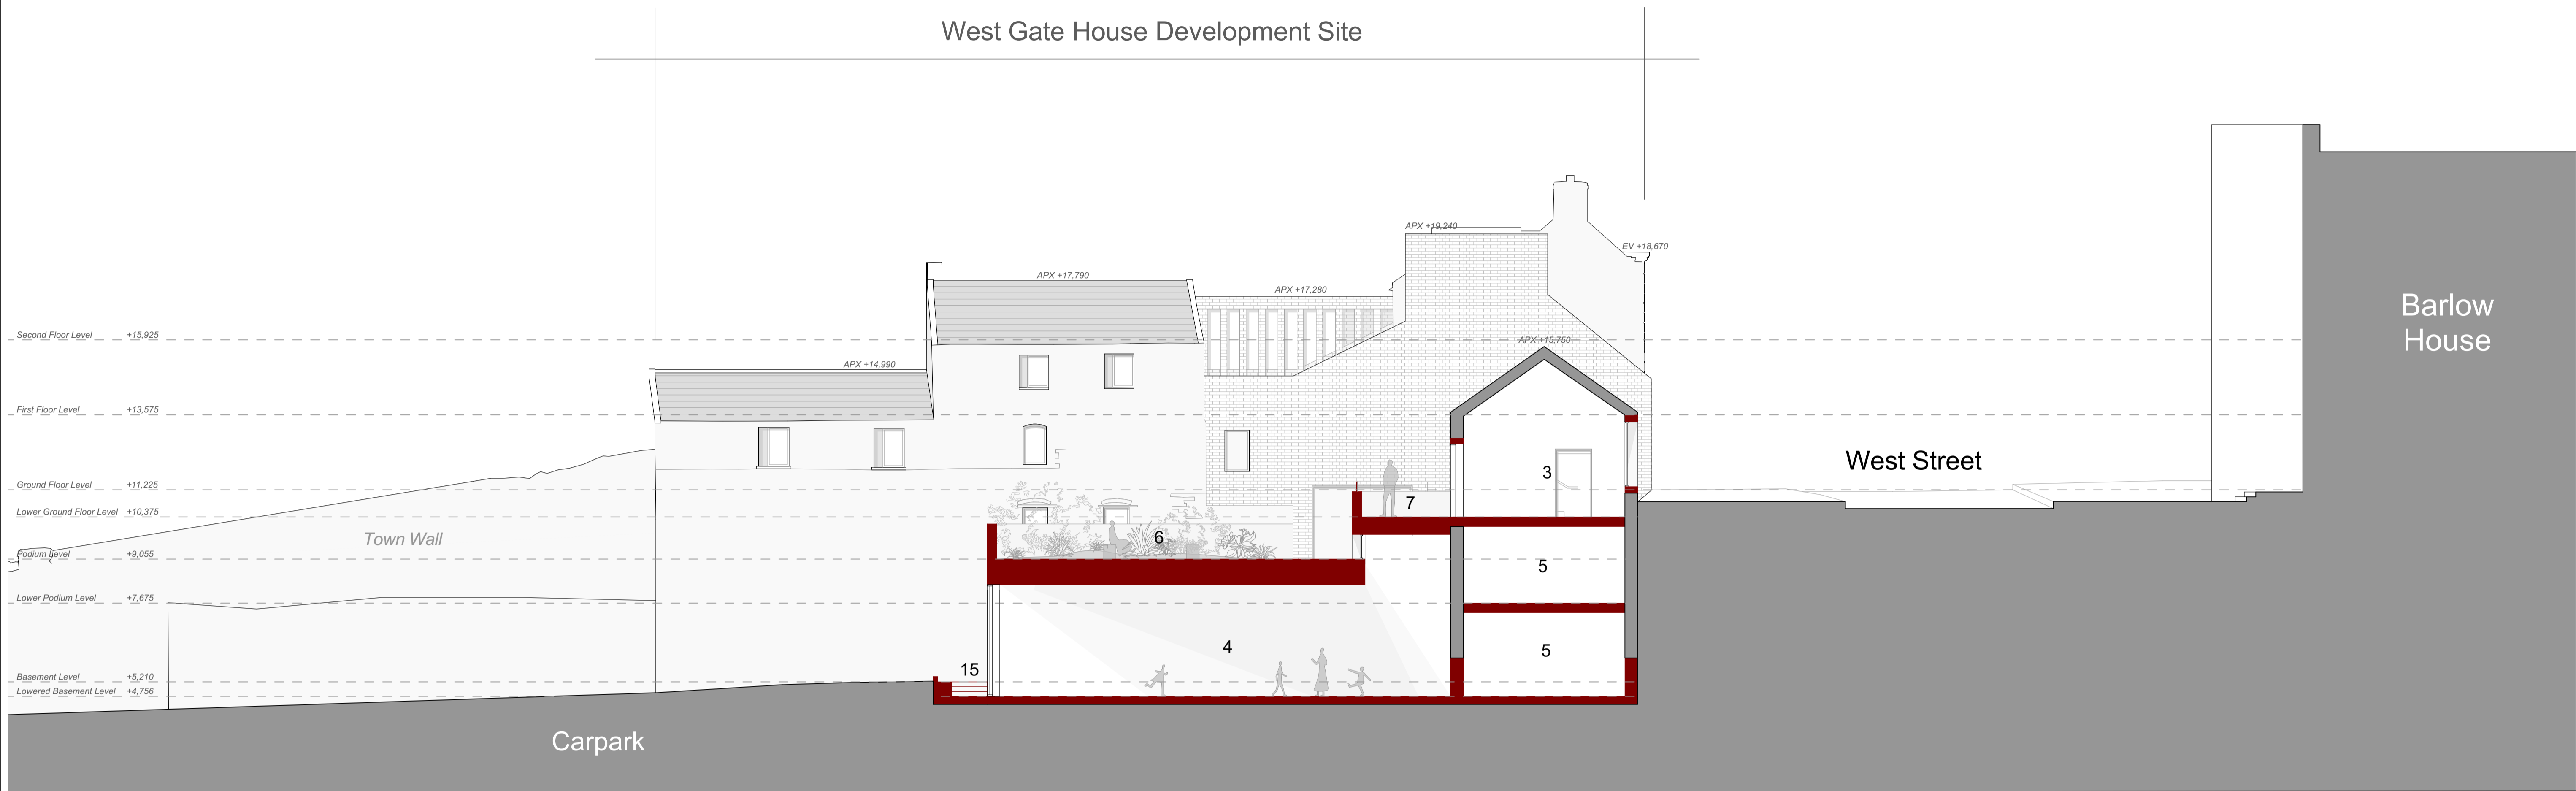 West Gate House Development Site
APX +19,240
EV +18,670
APX +17,790
APX +17,280
Barlow
House
Second Floor Level +15,925
APX +15,750
APX +14,990
First Floor Level +13,575
West Street
3
Ground Floor Level +11,225
7
Lower Ground Floor Level +10,375
Town Wall
6
Podium Level +9,055
5
Lower Podium Level +7,675
4
5
15
Basement Level +5,210
Lowered Basement Level +4,756
Carpark